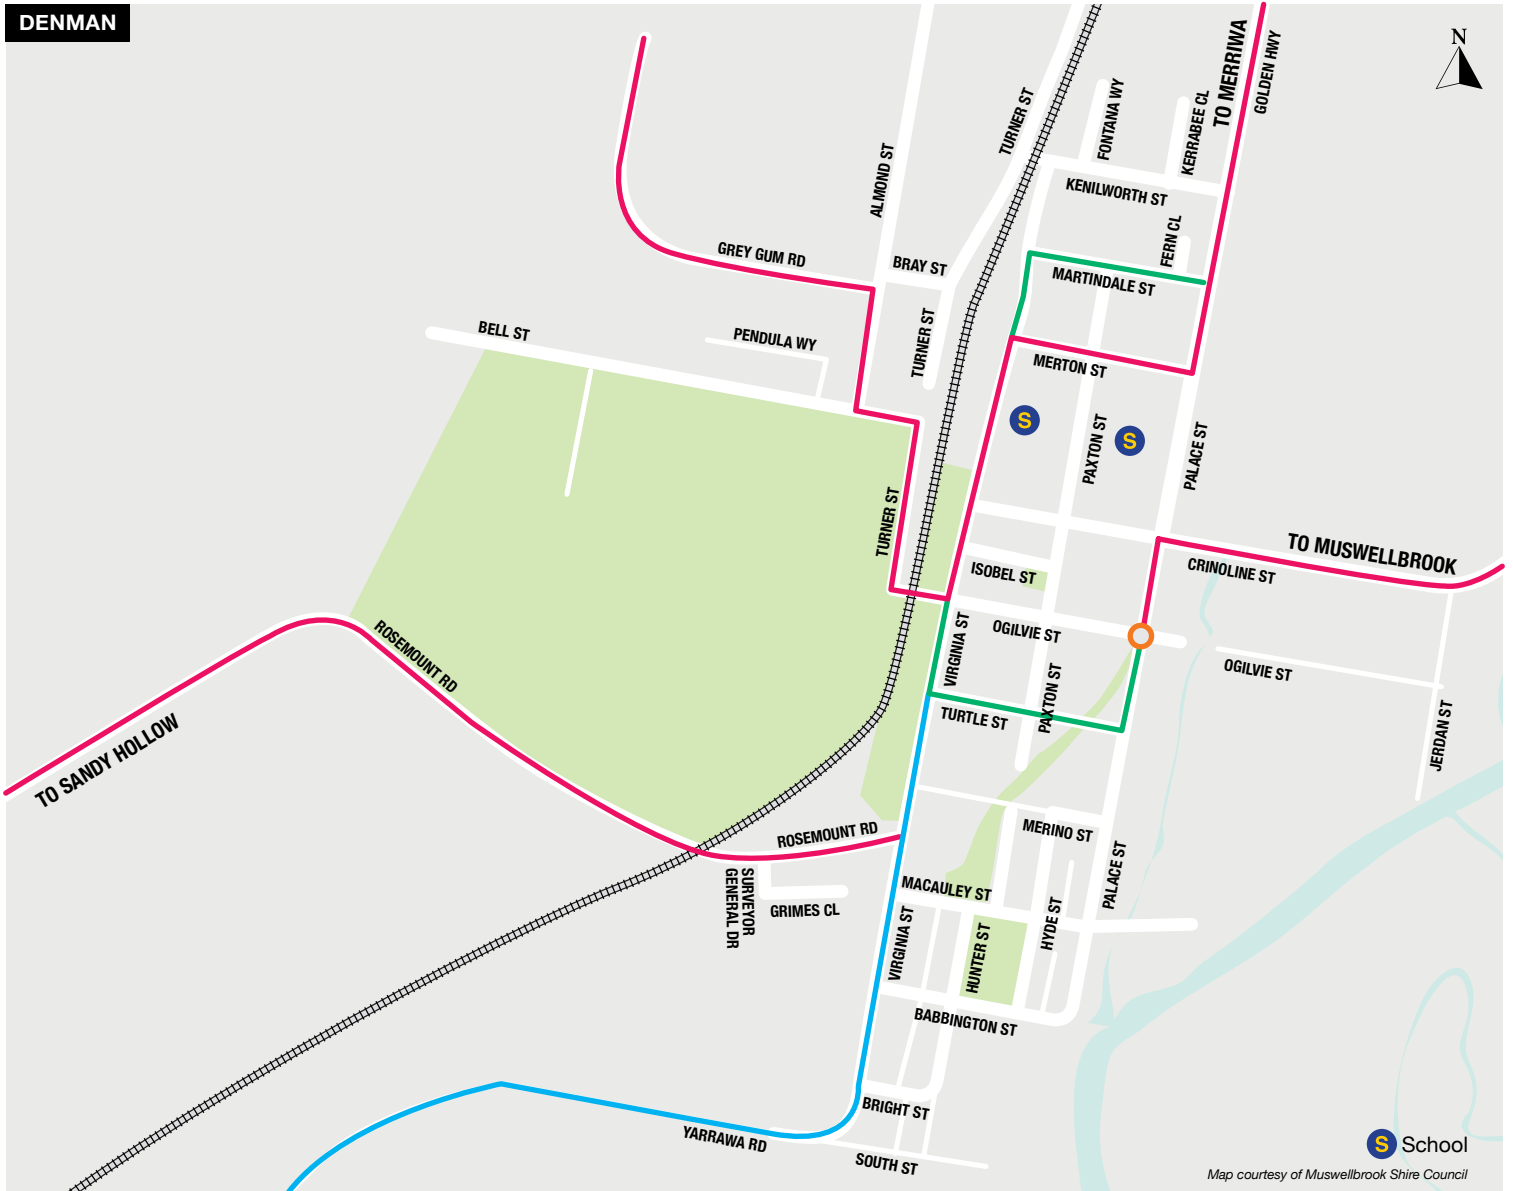 DENMAN
N
TO MERRIWA
GOLDEN HWY
KERRABEE CL
FONTANA WY
TURNER ST
ALMOND ST
KENILWORTH ST
FERN CL
GREY GUM RD
BRAY ST
MARTINDALE ST
BELL ST
PENDULA WY
TURNER ST
MERTON ST
S
S
PAXTON ST
PALACE ST
TURNER ST
TO MUSWELLBROOK
CRINOLINE ST
ISOBEL ST
OGILVIE ST
VIRGINIA ST
ROSEMOUNT RD
OGILVIE ST
PAXTON ST
TURTLE ST
JERDAN ST
TO SANDY HOLLOW
ROSEMOUNT RD
MERINO ST
PALACE ST
SURVEYOR
GENERAL DR
GRIMES CL
MACAULEY ST
VIRGINIA ST
HUNTER ST
HYDE ST
BABBINGTON ST
BRIGHT ST
YARRAWA RD
SOUTH ST
S School
Map courtesy of Muswellbrook Shire Council